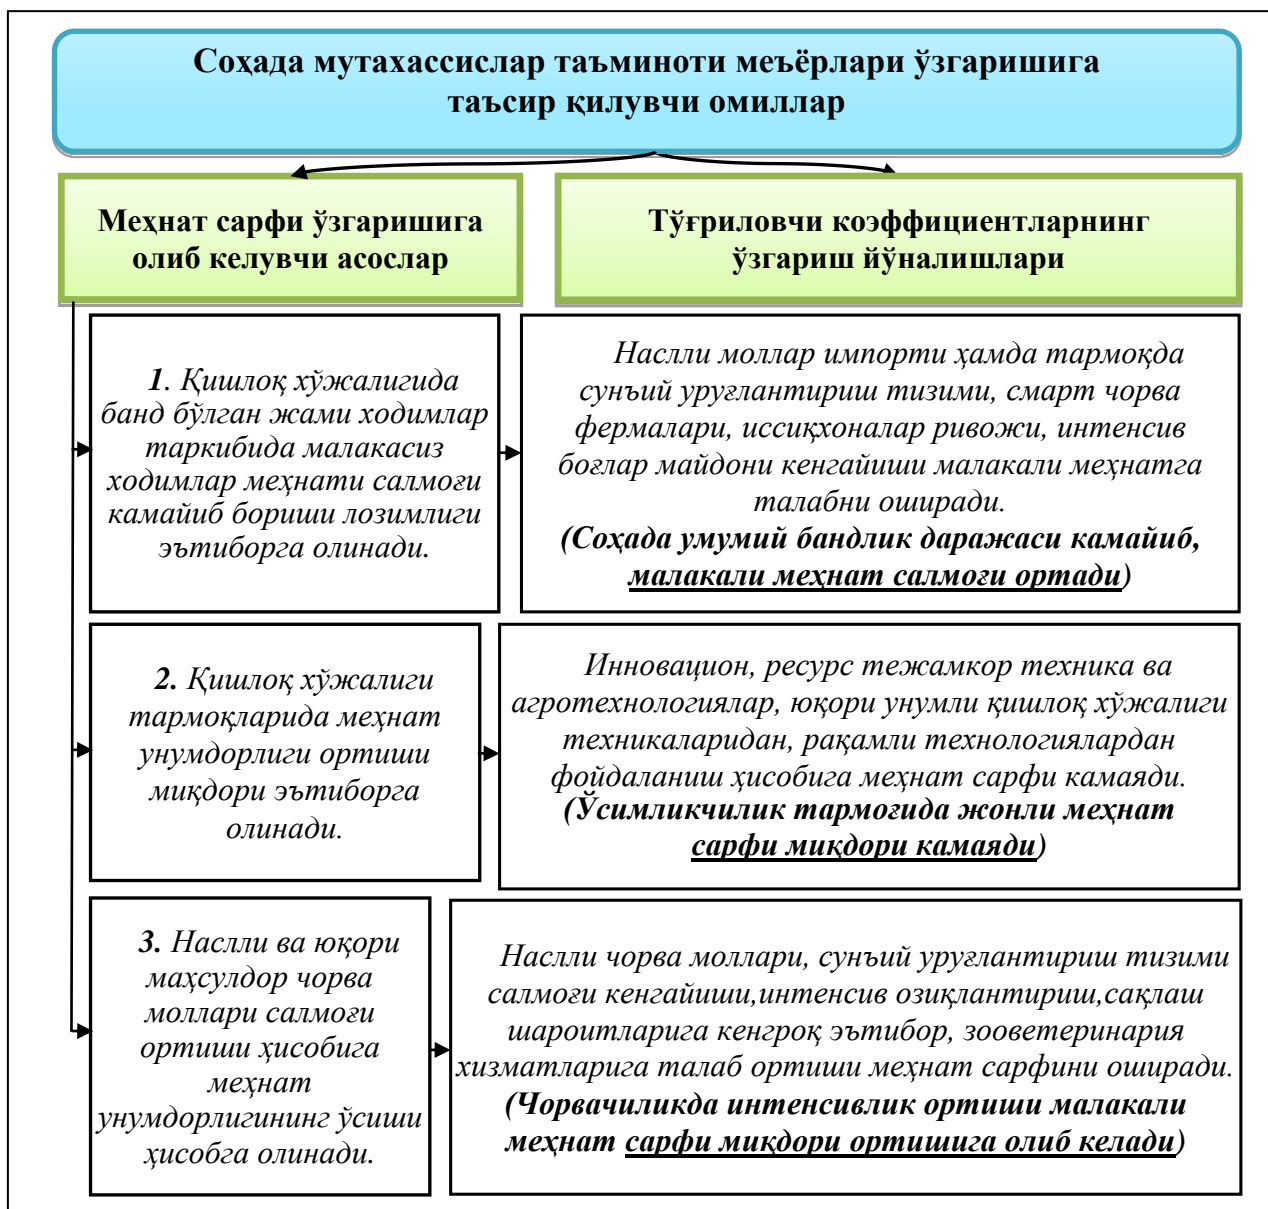 Соҳада мутахассислар таъминоти меъёрлари ўзгаришига
таъсир қилувчи омиллар
Меҳнат сарфи ўзгаришига
олиб келувчи асослар
Тўғриловчи коэффициентларнинг
ўзгариш йўналишлари
1. Қишлоқ хўжалигида
банд бўлган жами ходимлар
таркибида малакасиз
ходимлар меҳнати салмоғи
камайиб бориши лозимлиги
эътиборга олинади.
Наслли моллар импорти ҳамда тармоқда
сунъий уруғлантириш тизими, смарт чорва
фермалари, иссиқхоналар ривожи, интенсив
боғлар майдони кенгайиши малакали меҳнатга
талабни оширади.
(Соҳада умумий бандлик даражаси камайиб,
малакали меҳнат салмоғи ортади)
2. Қишлоқ хўжалиги
тармоқларида меҳнат
унумдорлиги ортиши
миқдори эътиборга
олинади.
Инновацион, ресурс тежамкор техника ва
агротехнологиялар, юқори унумли қишлоқ хўжалиги
техникаларидан, рақамли технологиялардан
фойдаланиш ҳисобига меҳнат сарфи камаяди.
(Ўсимликчилик тармоғида жонли меҳнат
сарфи миқдори камаяди)
3. Наслли ва юқори
маҳсулдор чорва
моллари салмоғи
ортиши ҳисобига
меҳнат
унумдорлигининг ўсиши
ҳисобга олинади.
Наслли чорва моллари, сунъий уруғлантириш тизими
салмоғи кенгайиши,интенсив озиқлантириш,сақлаш
шароитларига кенгроқ эътибор, зооветеринария
хизматларига талаб ортиши меҳнат сарфини оширади.
(Чорвачиликда интенсивлик ортиши малакали
меҳнат сарфи миқдори ортишига олиб келади)